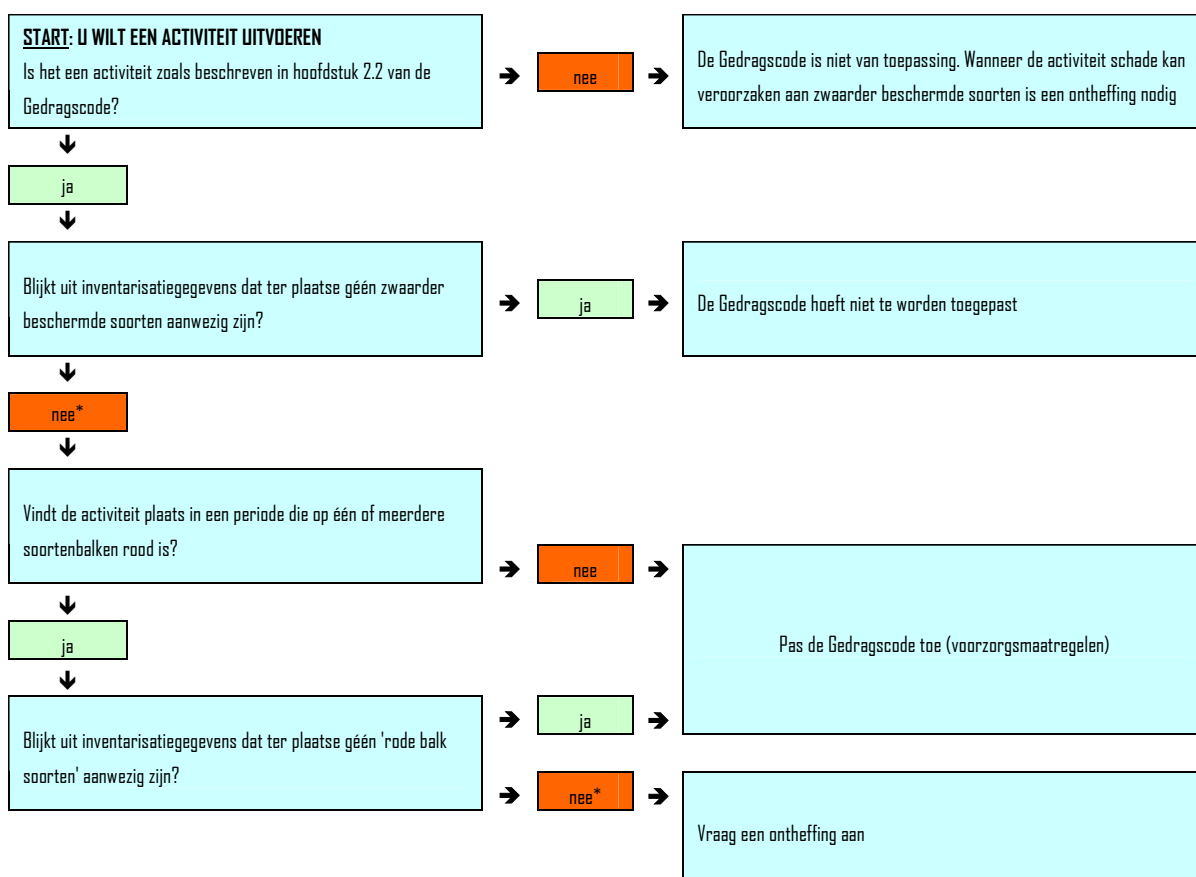 START: U WILT EEN ACTIVITEIT UITVOEREN
Is het een activiteit zoals beschreven in hoofdstuk 2.2 van de
Gedragscode?
nee
De Gedragscode is niet van toepassing. Wanneer de activiteit schade kan
veroorzaken aan zwaarder beschermde soorten is een ontheffing nodig
ja
Blijkt uit inventarisatiegegevens dat ter plaatse géén zwaarder
beschermde soorten aanwezig zijn?
ja
De Gedragscode hoeft niet te worden toegepast
nee*
Vindt de activiteit plaats in een periode die op één of meerdere
soortenbalken rood is?
nee
Pas de Gedragscode toe (voorzorgsmaatregelen)
ja
Blijkt uit inventarisatiegegevens dat ter plaatse géén 'rode balk
soorten' aanwezig zijn?
ja
nee*
Vraag een ontheffing aan